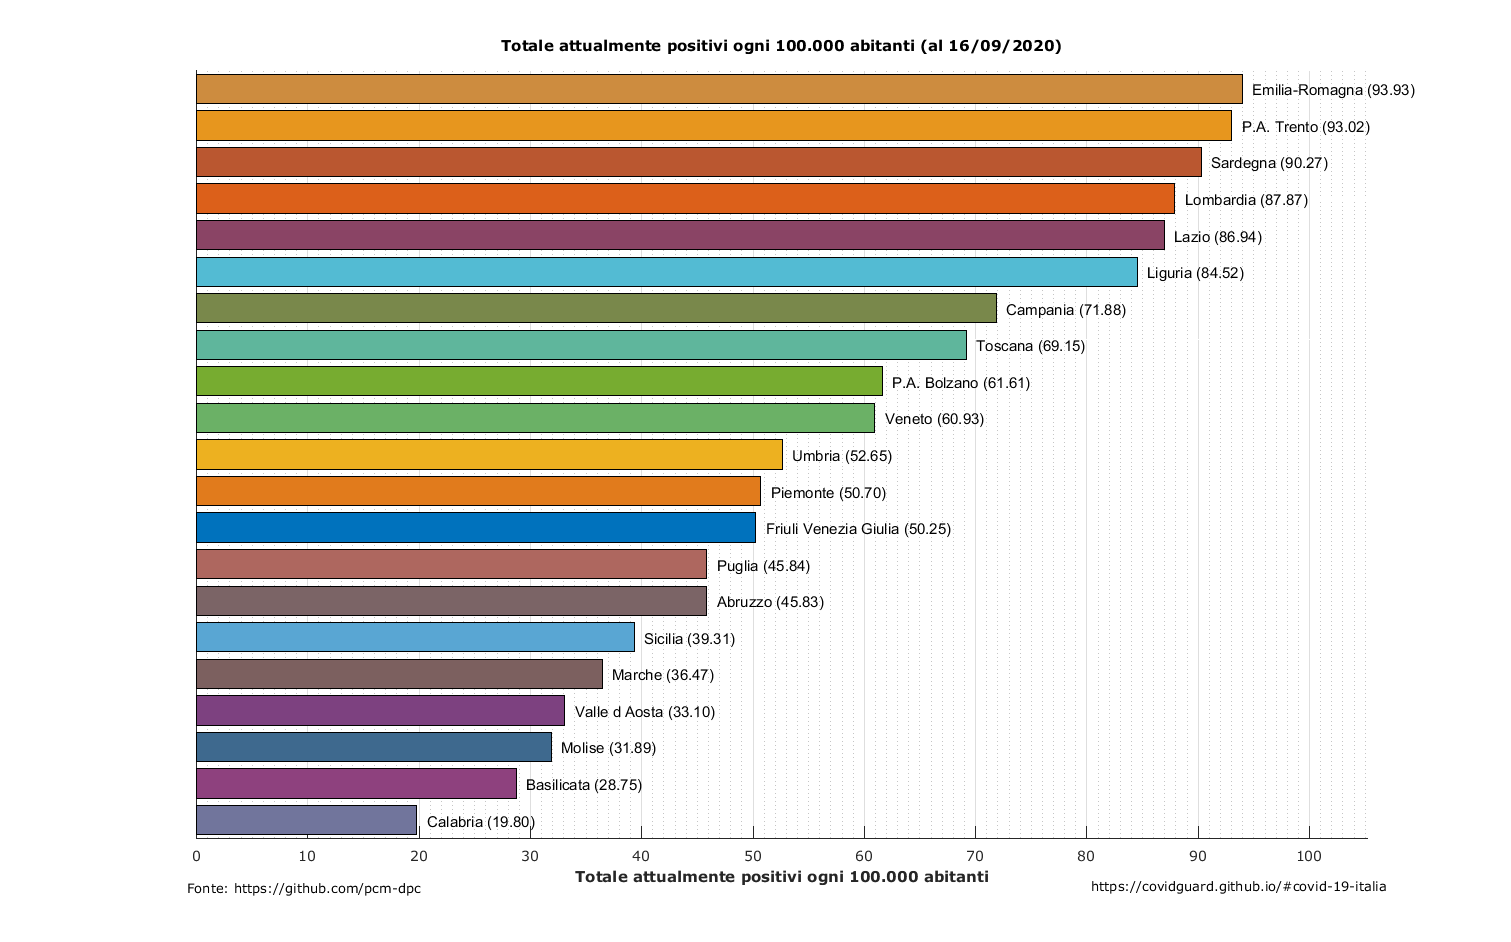 Totale attualmente positivi ogni 100.000 abitanti (al 16/09/2020)
Emilia-Romagna (93.93)
P.A. Trento (93.02)
Sardegna (90.27)
Lombardia (87.87)
Lazio (86.94)
Liguria (84.52)
Campania (71.88)
Toscana (69.15)
P.A. Bolzano (61.61)
Veneto (60.93)
Umbria (52.65)
Piemonte (50.70)
Friuli Venezia Giulia (50.25)
Puglia (45.84)
Abruzzo (45.83)
Sicilia (39.31)
Marche (36.47)
Valle d Aosta (33.10)
Molise (31.89)
Basilicata (28.75)
Calabria (19.80)
0 10 20 30 40 50 60 70 80 90 100
Totale attualmente positivi ogni 100.000 abitanti
Fonte: https://github.com/pcm-dpc
https://covidguard.github.io/#covid-19-italia